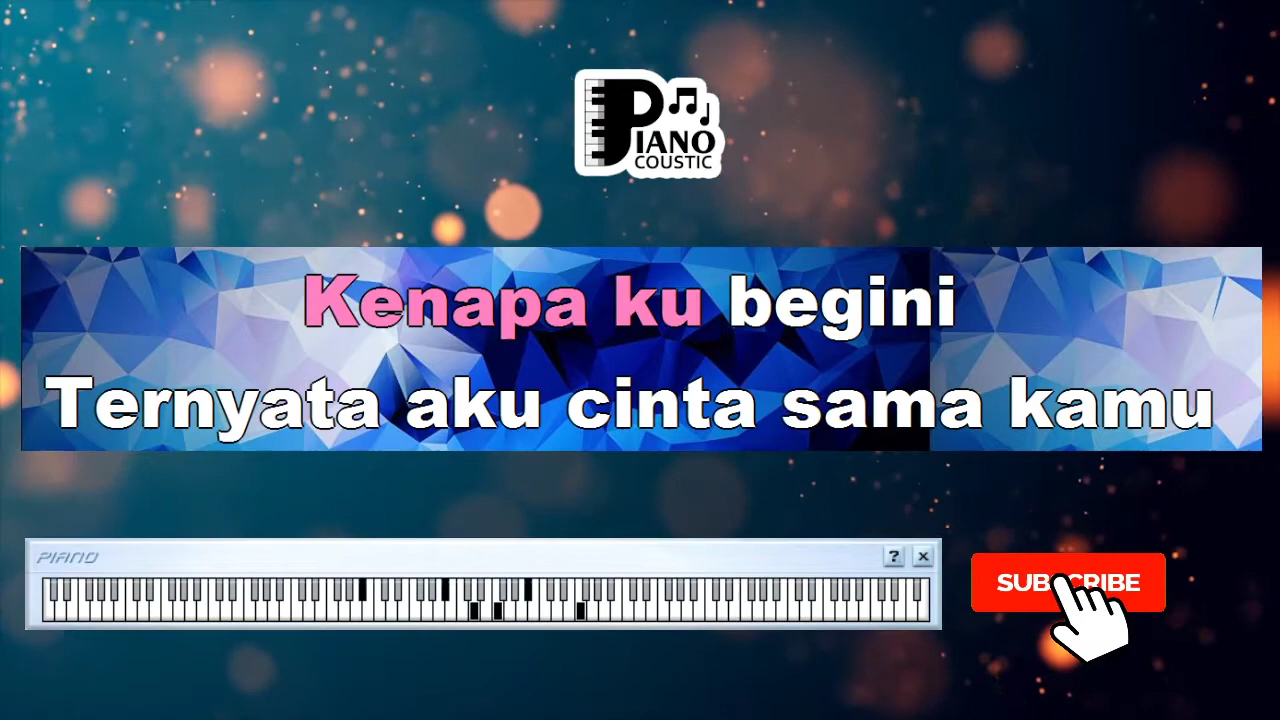 PIANO
COUSTIC
Kenapa ku begini
Ternyata aku cinta sama kamu
PIANO
? ×
SUBSCRIBE